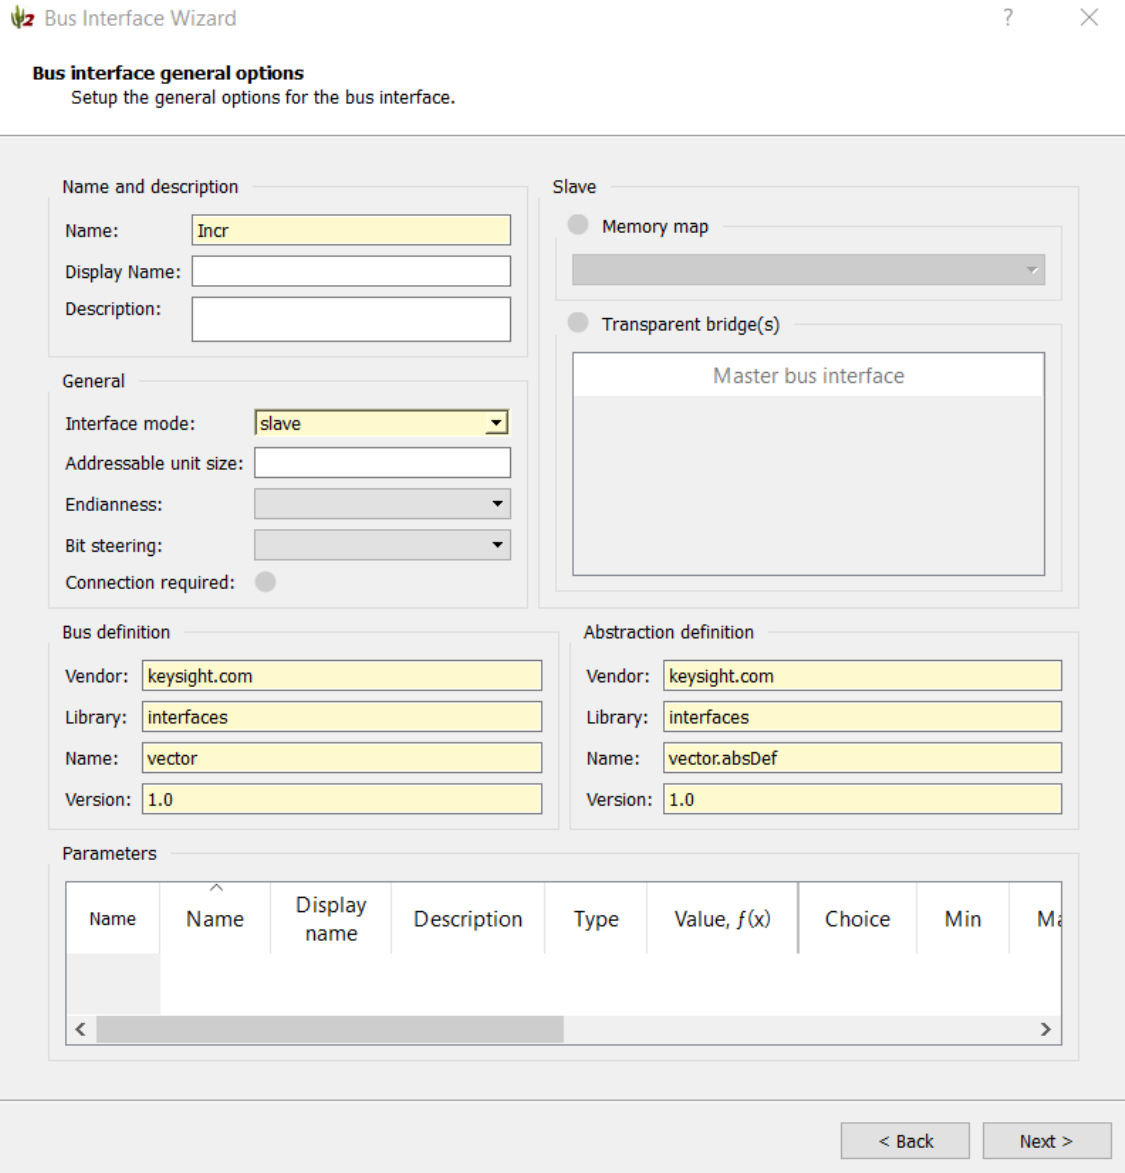 Bus Interface Wizard
?
Bus interface general options
Setup the general options for the bus interface.
Name and description
Name: Incr
Display Name:
Description:
General
Interface mode: slave
Addressable unit size:
Endianness:
Bit steering:
Connection required:
Slave
Memory map
Transparent bridge(s)
Master bus interface
Bus definition
Vendor: keysight.com
Library: interfaces
Name: vector
Version: 1.0
Abstraction definition
Vendor: keysight.com
Library: interfaces
Name: vector.absDef
Version: 1.0
Parameters
Name Name Display name Description Type Value, f(x) Choice Min Ma
< Back Next >